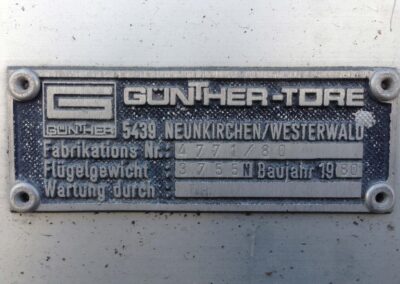 GÜNTHER-TORE
GÜNTHER
5439 NEUNKIRCHEN/WESTERWALD
Fabrikations Nr.: 4771/80
Flügelgewicht : 3755N Baujahr 1980
Wartung durch :